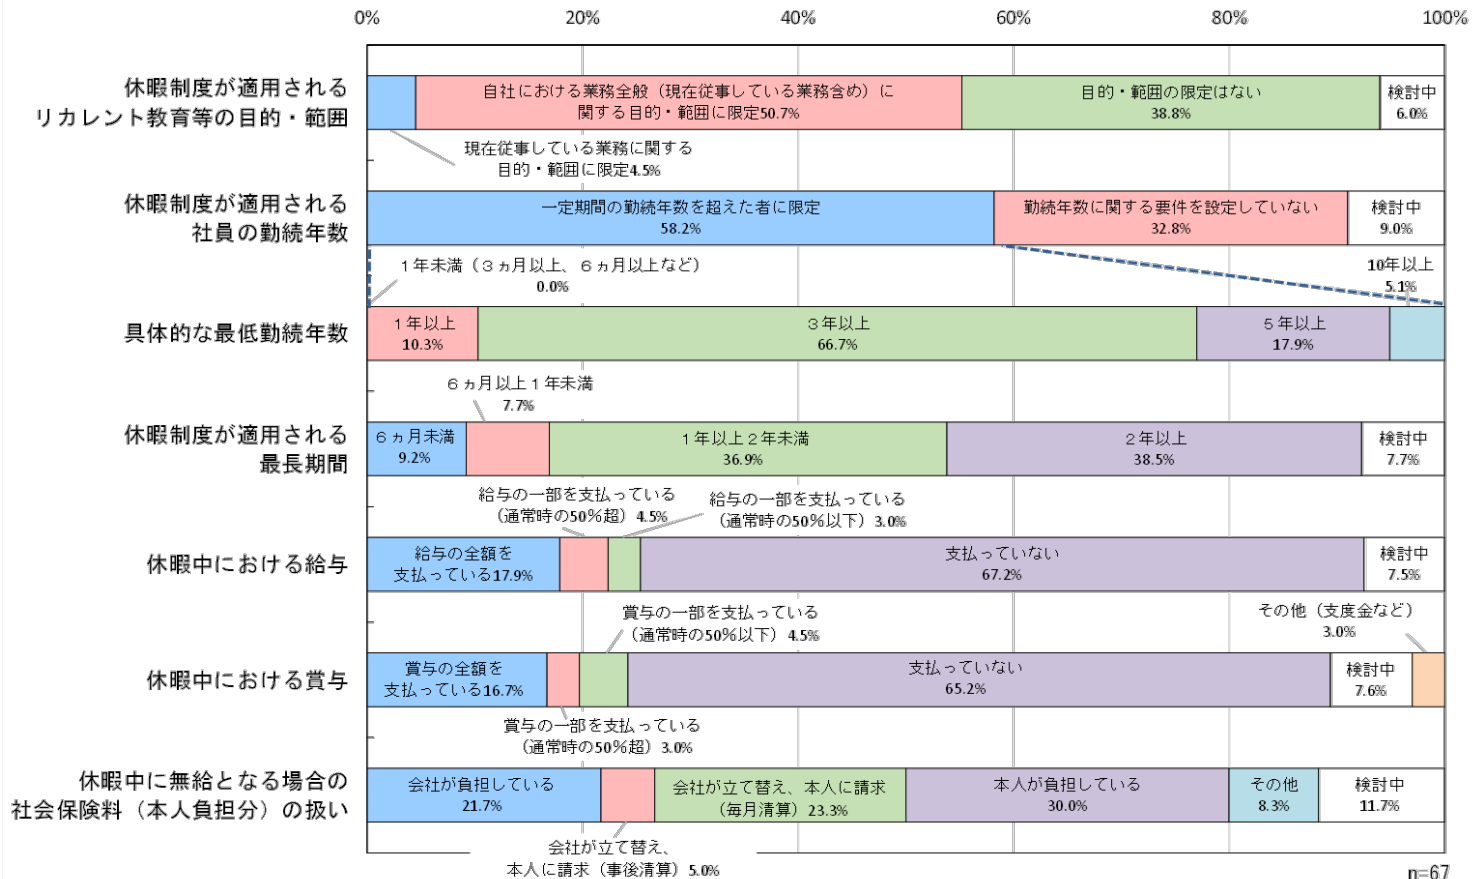 0%
20%
40%
60%
80%
100%
休暇制度が適用される
リカレント教育等の目的・範囲
自社における業務全般（現在従事している業務含め）に
関する目的・範囲に限定50.7%
目的・範囲の限定はない
38.8%
検討中
6.0%
現在従事している業務に関する
目的・範囲に限定4.5%
休暇制度が適用される
社員の勤続年数
一定期間の勤続年数を超えた者に限定
58.2%
勤続年数に関する要件を設定していない
32.8%
検討中
9.0%
1年未満（３ヵ月以上、６ヵ月以上など）
0.0%
10年以上
5.1%
具体的な最低勤続年数
１年以上
10.3%
３年以上
66.7%
５年以上
17.9%
６ヵ月以上１年未満
7.7%
休暇制度が適用される
最長期間
６ヵ月未満
9.2%
１年以上２年未満
36.9%
２年以上
38.5%
検討中
7.7%
給与の一部を支払っている
（通常時の50％超）4.5%
給与の一部を支払っている
（通常時の50％以下）3.0%
休暇中における給与
給与の全額を
支払っている17.9%
支払っていない
67.2%
検討中
7.5%
賞与の一部を支払っている
（通常時の50％以下）4.5%
その他（支度金など）
3.0%
休暇中における賞与
賞与の全額を
支払っている16.7%
支払っていない
65.2%
検討中
7.6%
賞与の一部を支払っている
（通常時の50％超）3.0%
休暇中に無給となる場合の
社会保険料（本人負担分）の扱い
会社が負担している
21.7%
会社が立て替え、本人に請求
（毎月清算）23.3%
本人が負担している
30.0%
その他
8.3%
検討中
11.7%
会社が立て替え、
本人に請求（事後清算）5.0%
n=67